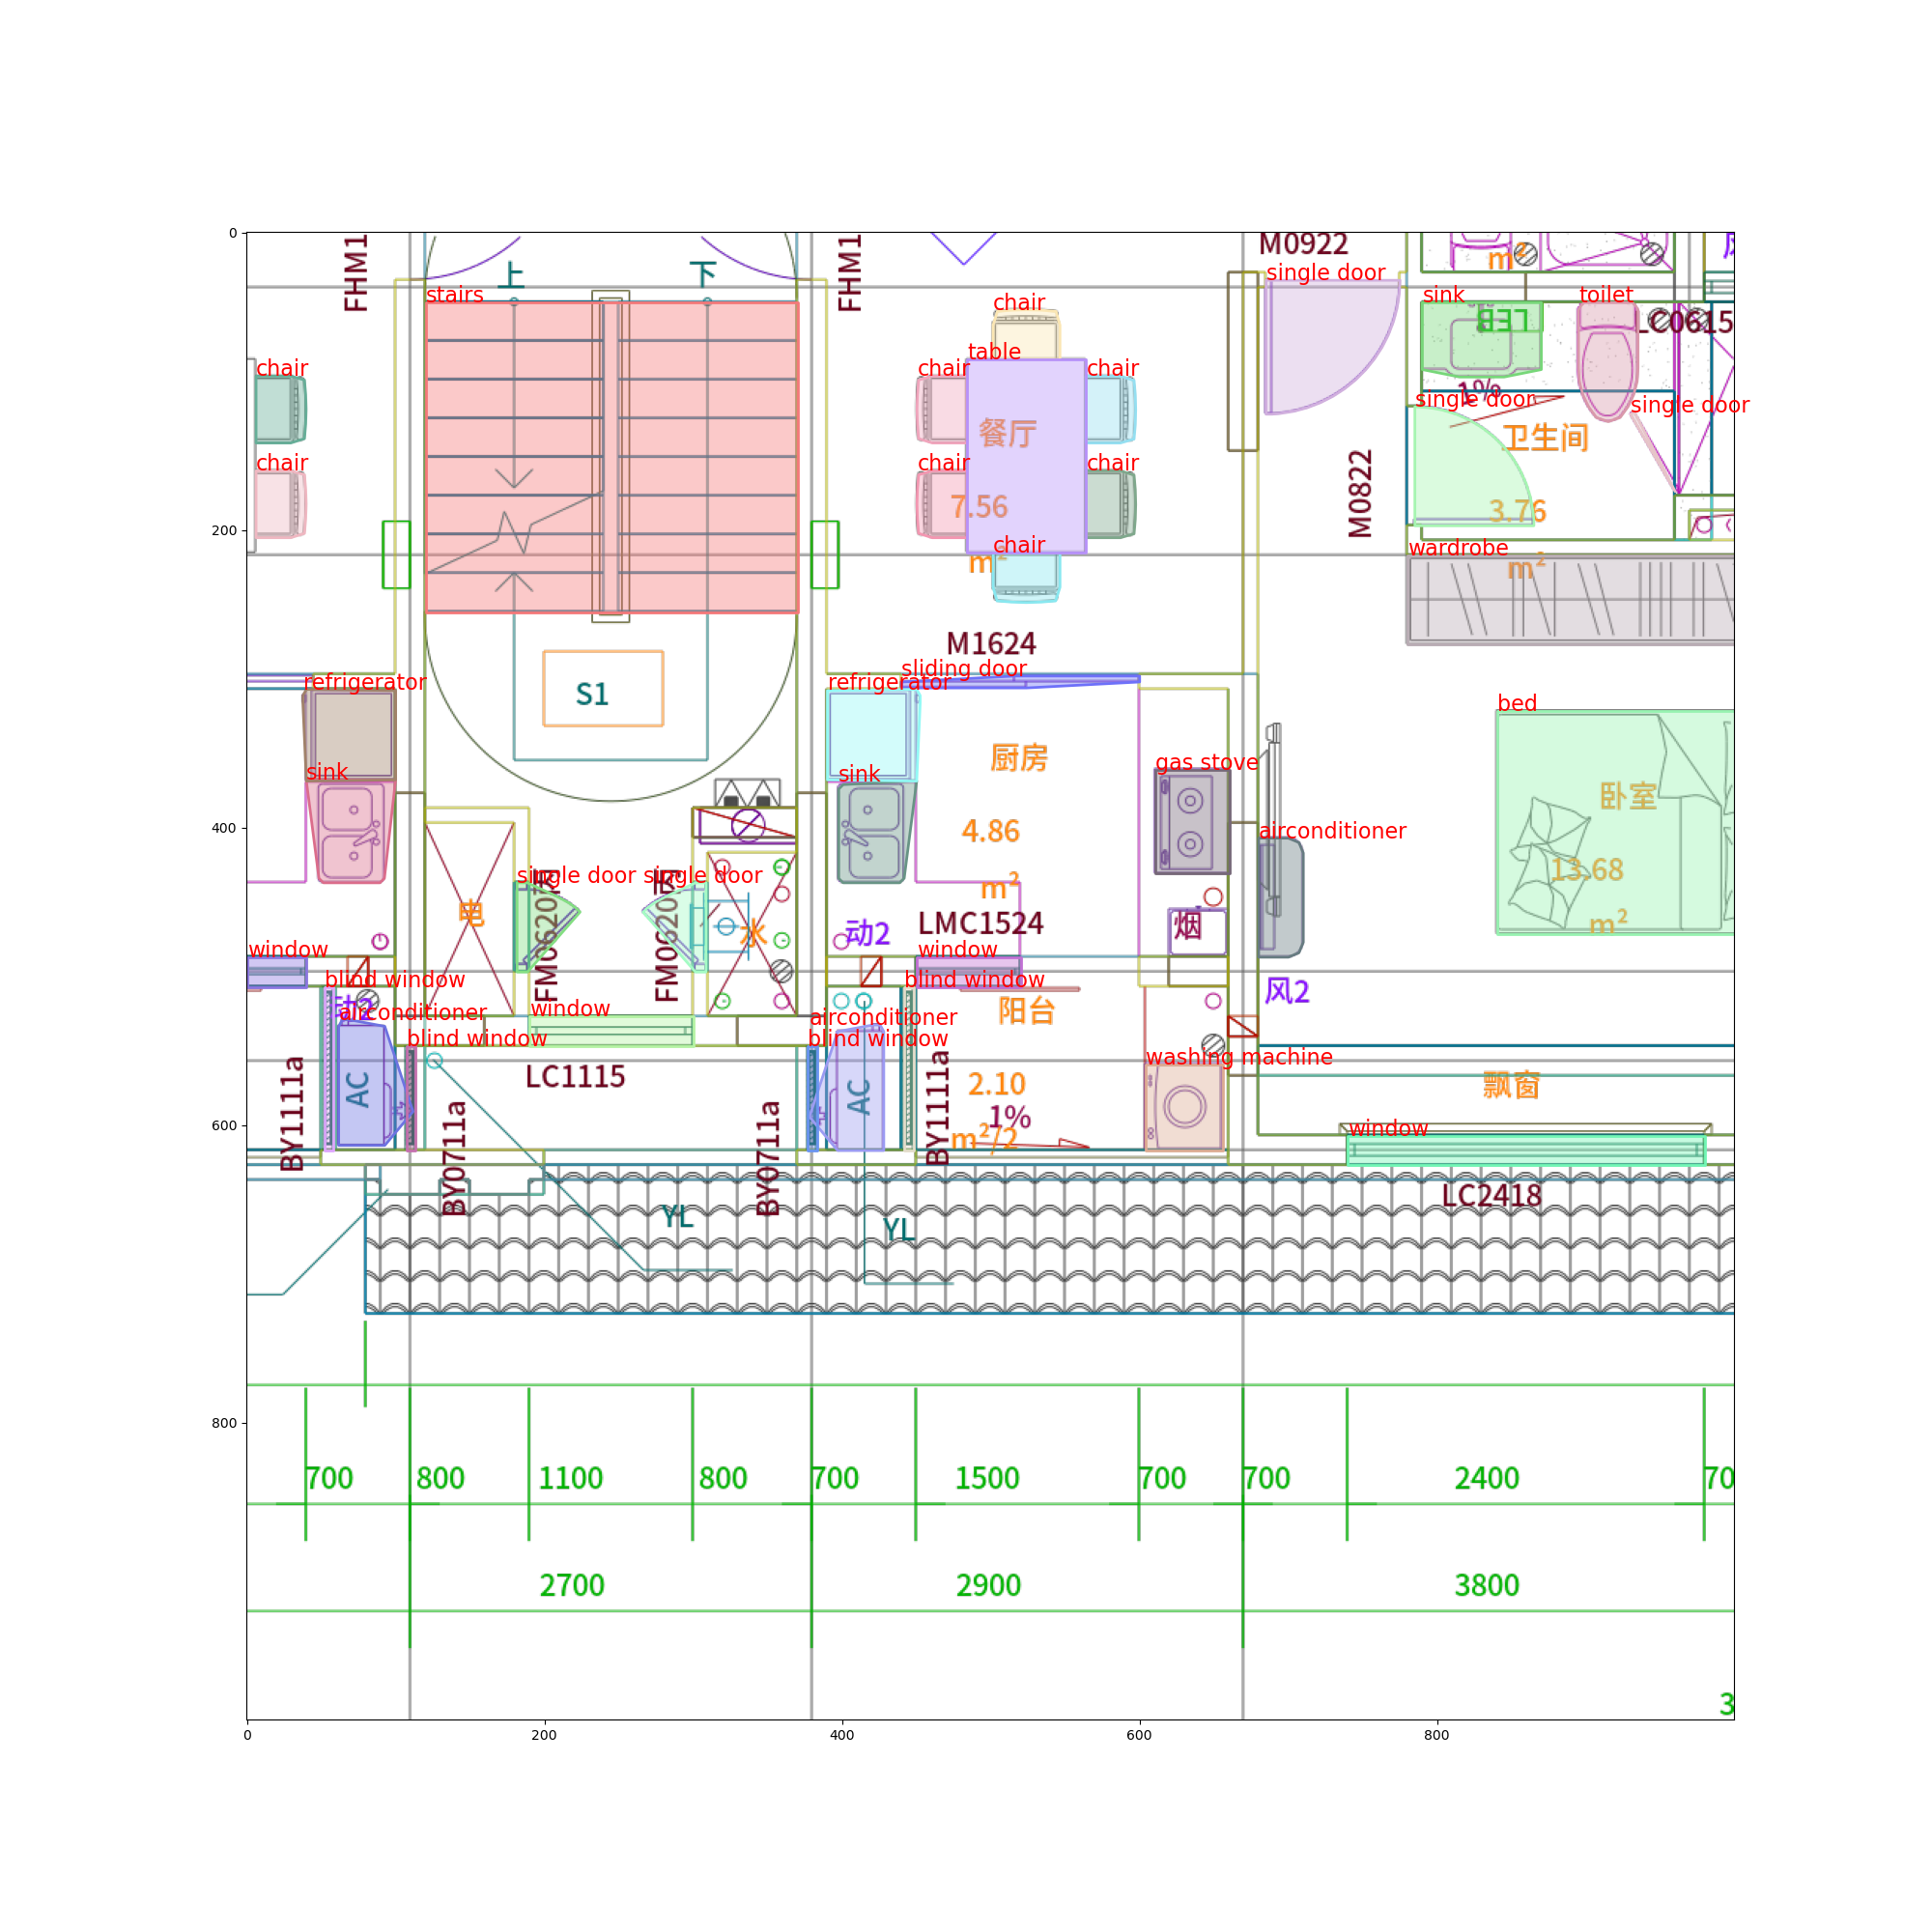 FHM1
上
下
FHM1
M0922
m²
0
stairs
chair
single door
sink
toilet
LED
LC0615
table
chair
chair
chair
1%
single door
single door
餐厅
卫生间
chair
chair
chair
7.56
M0822
3.76
200
chair
m²
wardrobe
m²
M1624
sliding door
refrigerator
refrigerator
S1
bed
厨房
gas stove
sink
sink
卧室
400
4.86
airconditioner
single door
single door
13.68
m²
电
水
动2
LMC1524
烟
m²
window
window
blind window
blind window
风2
动2
window
阳台
airconditioner
airconditioner
blind window
blind window
washing machine
AC
AC
LC1115
2.10
飘窗
BY1111a
BY1111a
1%
m²/2
window
600
BY0711a
BY0711a
LC2418
YL
YL
800
700
800
1100
800
700
1500
700
700
2400
70
2700
2900
3800
3
0
200
400
600
800